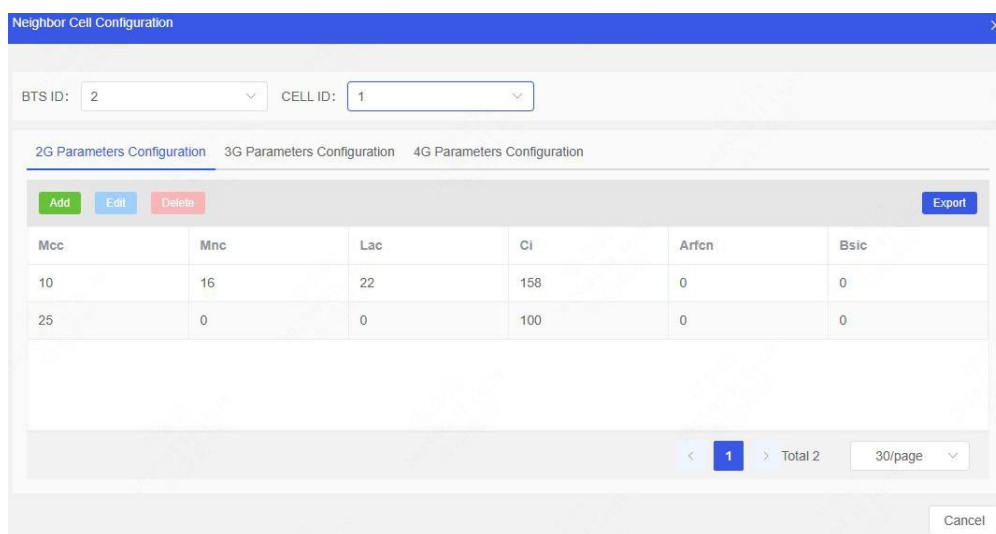 Neighbor Cell Configuration
BTS ID: 2 CELL ID: 1
2G Parameters Configuration 3G Parameters Configuration 4G Parameters Configuration
Add Edit Delete Export
Mcc Mnc Lac Ci Arfcn Bsic
10 16 22 158 0 0
25 0 0 100 0 0
< 1 > Total 2 30/page
Cancel